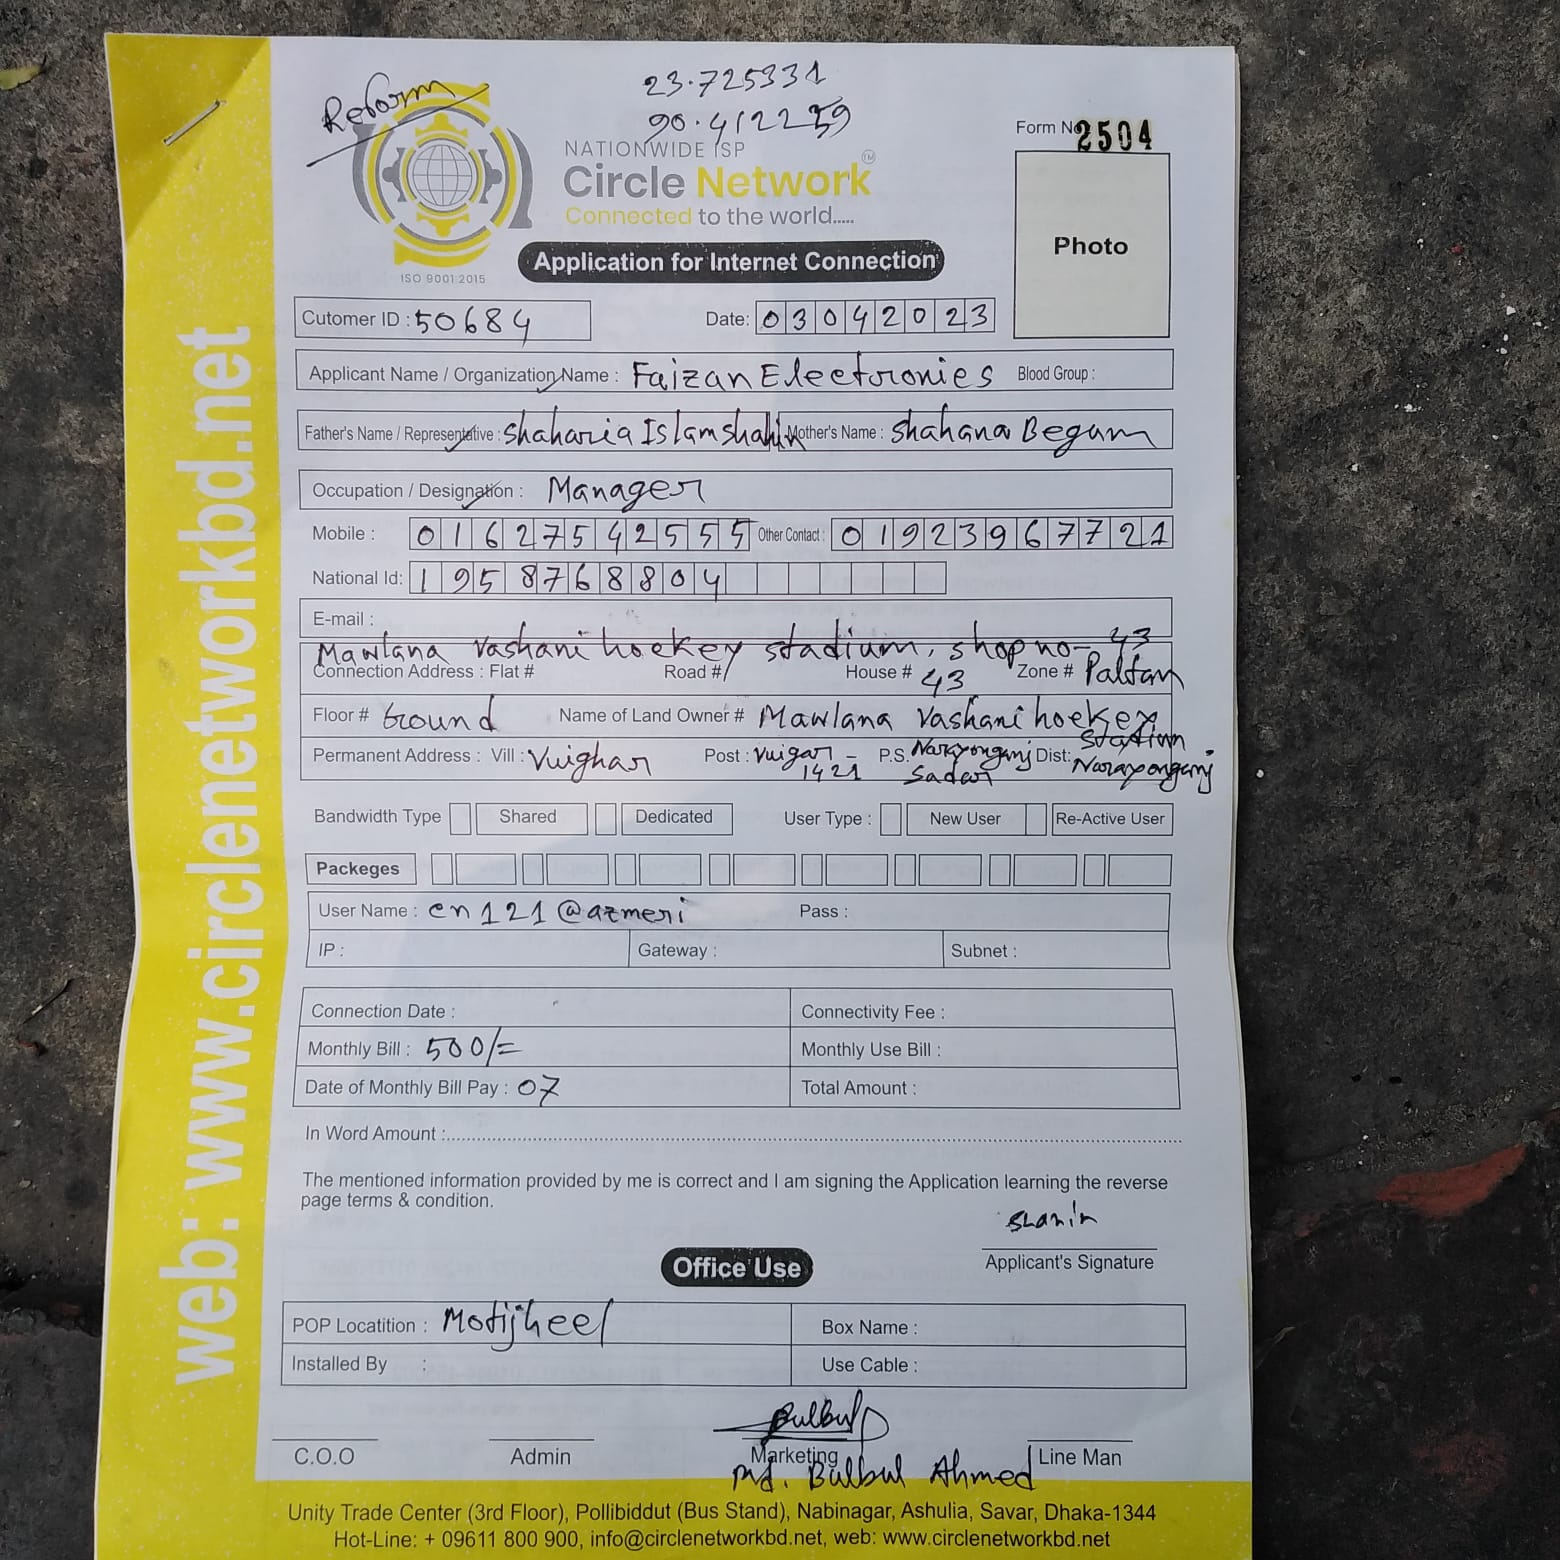 Reform
23.725331
90.412239
NATIONWIDE ISP
Circle Network TM
Connected to the world.....
ISO 9001:2015
Form No 2504
Photo
Application for Internet Connection
Cutomer ID : 50684 Date: 03042023
Applicant Name / Organization Name : Faizan Electronics Blood Group :
Father's Name / Representative : Shaharia Islam Shahin Mother's Name : Shahana Begum
Occupation / Designation : Manager
Mobile : 01627542555 Other Contact : 01923967721
National Id: 1958768804
E-mail :
Mawlana Vashani hockey stadium, shop no- 43
Connection Address : Flat # Road # House # 43 Zone # Paltan
Floor # Ground Name of Land Owner # Mawlana Vashani hockey Stadium
Permanent Address : Vill : Vuighar Post : Vuigar - 1421 P.S. Narayonganj Sadar Dist: Narayonganj
Bandwidth Type Shared Dedicated User Type : New User Re-Active User
Packeges
User Name : cn121@azmeri Pass :
IP : Gateway : Subnet :
Connection Date : Connectivity Fee :
Monthly Bill : 500/= Monthly Use Bill :
Date of Monthly Bill Pay : 07 Total Amount :
In Word Amount :
The mentioned information provided by me is correct and I am signing the Application learning the reverse
page terms & condition.
Shahin
Applicant's Signature
Office Use
POP Locatition : Motijheel Box Name :
Installed By : Use Cable :
Bulbul
C.O.O Admin Marketing Line Man
Md. Bulbul Ahmed
Unity Trade Center (3rd Floor), Pollibiddut (Bus Stand), Nabinagar, Ashulia, Savar, Dhaka-1344
Hot-Line: + 09611 800 900, info@circlenetworkbd.net, web: www.circlenetworkbd.net
web: www.circlenetworkbd.net